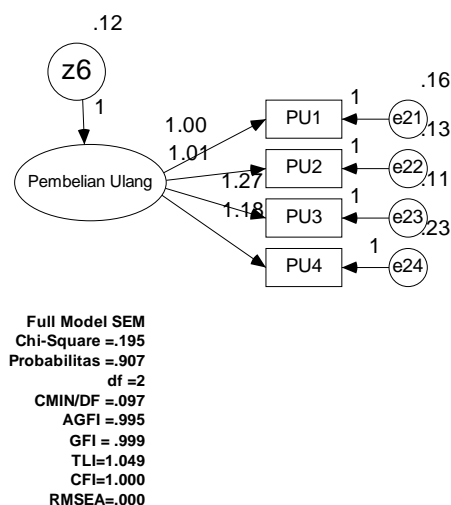 .12
z6
1
Pembelian Ulang
1.00
1.01
1.27
1.18
PU1
PU2
PU3
PU4
1
1
1
1
e21
e22
e23
e24
.16
.13
.11
.23
Full Model SEM
Chi-Square =.195
Probabilitas =.907
df =2
CMIN/DF =.097
AGFI =.995
GFI = .999
TLI=1.049
CFI=1.000
RMSEA=.000